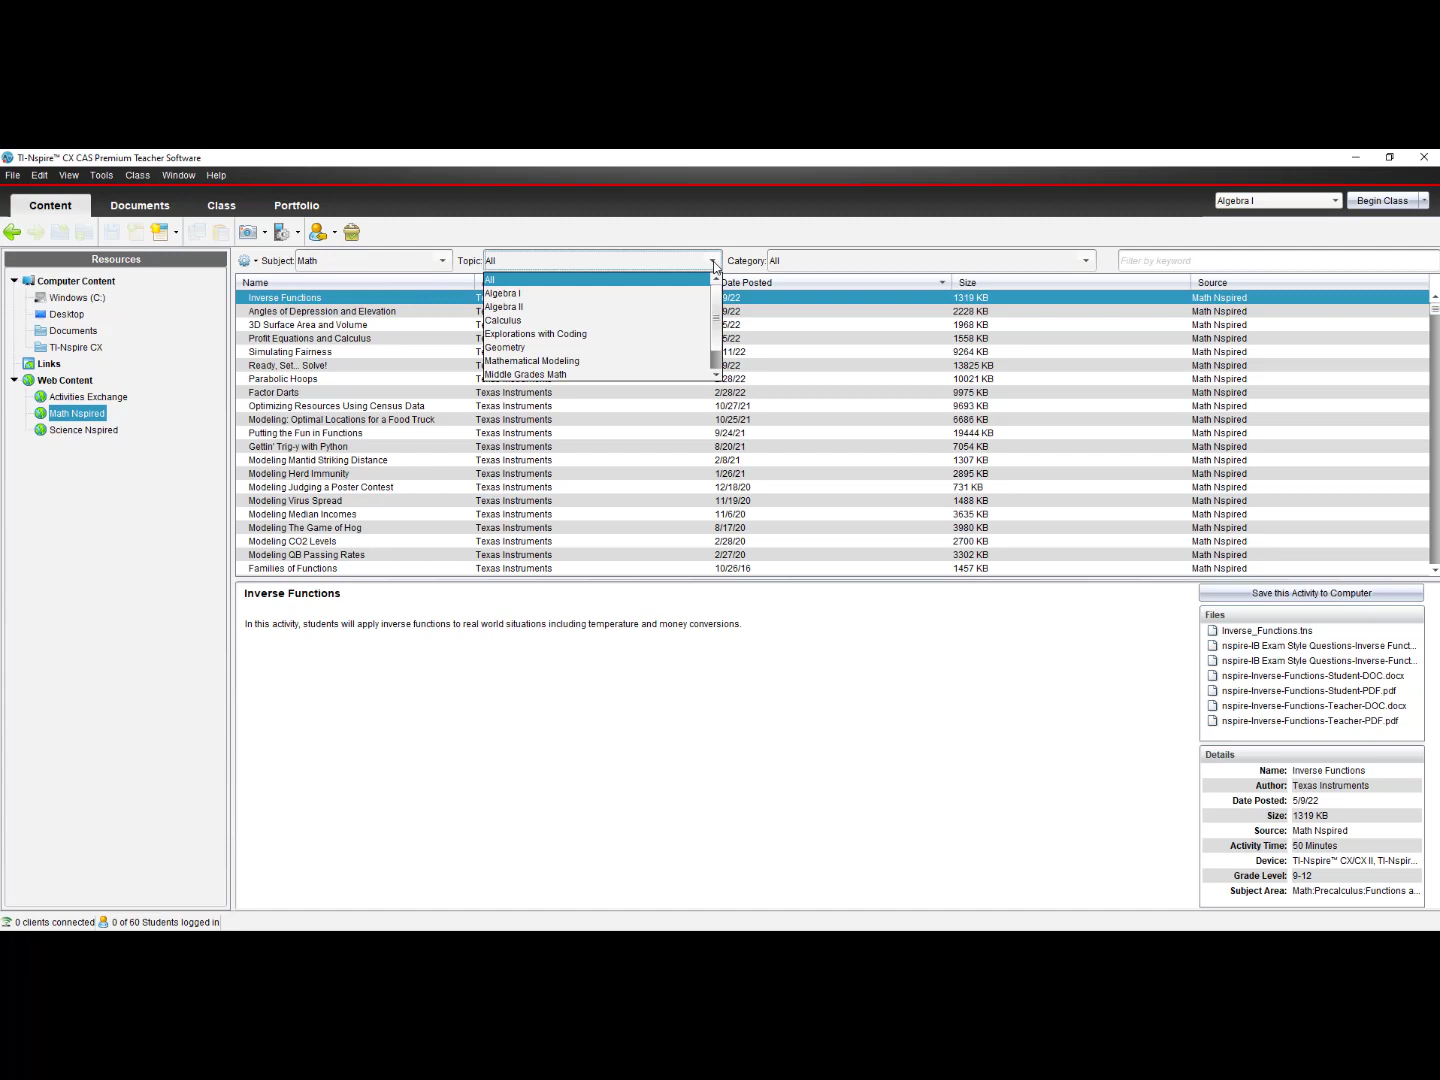 TI-Nspire™ CX CAS Premium Teacher Software
File Edit View Tools Class Window Help
Content Documents Class Portfolio Algebra I Begin Class
Resources
Computer Content
Windows (C:)
Desktop
Documents
TI-Nspire CX
Links
Web Content
Activities Exchange
Math Nspired
Science Nspired
Subject: Math Topic: All Category: All Filter by keyword
All
Algebra I
Algebra II
Calculus
Explorations with Coding
Geometry
Mathematical Modeling
Middle Grades Math
Name Date Posted Size Source
Inverse Functions 9/22 1319 KB Math Nspired
Angles of Depression and Elevation 9/22 2228 KB Math Nspired
3D Surface Area and Volume 5/22 1968 KB Math Nspired
Profit Equations and Calculus 5/22 1358 KB Math Nspired
Simulating Fairness 11/22 9264 KB Math Nspired
Ready, Set... Solve! 13825 KB Math Nspired
Parabolic Hoops 28/22 10021 KB Math Nspired
Factor Darts Texas Instruments 2/28/22 9975 KB Math Nspired
Optimizing Resources Using Census Data Texas Instruments 10/27/21 9693 KB Math Nspired
Modeling: Optimal Locations for a Food Truck Texas Instruments 10/25/21 6686 KB Math Nspired
Putting the Fun in Functions Texas Instruments 9/24/21 19444 KB Math Nspired
Gettin' Trig-y with Python Texas Instruments 8/20/21 7054 KB Math Nspired
Modeling Mantid Striking Distance Texas Instruments 2/8/21 1307 KB Math Nspired
Modeling Herd Immunity Texas Instruments 1/26/21 2895 KB Math Nspired
Modeling Judging a Poster Contest Texas Instruments 12/18/20 731 KB Math Nspired
Modeling Virus Spread Texas Instruments 11/19/20 1488 KB Math Nspired
Modeling Median Incomes Texas Instruments 11/6/20 3635 KB Math Nspired
Modeling The Game of Hog Texas Instruments 8/17/20 3980 KB Math Nspired
Modeling CO2 Levels Texas Instruments 2/28/20 2700 KB Math Nspired
Modeling QB Passing Rates Texas Instruments 2/27/20 3302 KB Math Nspired
Families of Functions Texas Instruments 10/26/16 1457 KB Math Nspired
Inverse Functions
In this activity, students will apply inverse functions to real world situations including temperature and money conversions.
Save this Activity to Computer
Files
Inverse_Functions.tns
nspire-IB Exam Style Questions-Inverse Funct...
nspire-IB Exam Style Questions-Inverse-Funct...
nspire-Inverse-Functions-Student-DOC.docx
nspire-Inverse-Functions-Student-PDF.pdf
nspire-Inverse-Functions-Teacher-DOC.docx
nspire-Inverse-Functions-Teacher-PDF.pdf
Details
Name: Inverse Functions
Author: Texas Instruments
Date Posted: 5/9/22
Size: 1319 KB
Source: Math Nspired
Activity Time: 50 Minutes
Device: TI-Nspire™ CX/CX II, TI-Nspir...
Grade Level: 9-12
Subject Area: Math:Precalculus:Functions a...
0 clients connected 0 of 60 Students logged in